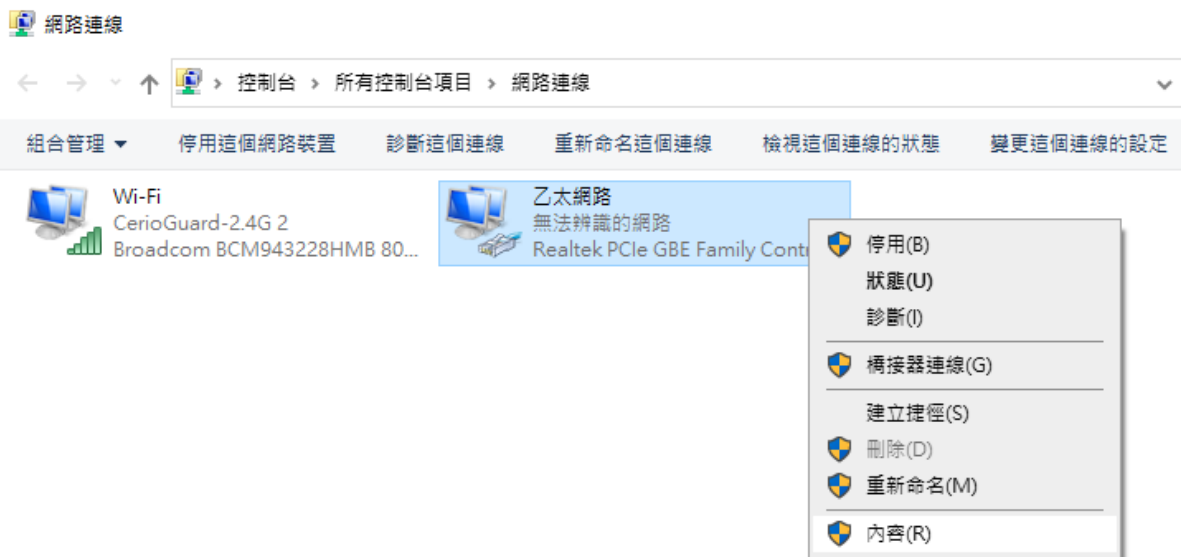 網路連線
控制台 › 所有控制台項目 › 網路連線
組合管理 停用這個網路裝置 診斷這個連線 重新命名這個連線 檢視這個連線的狀態 變更這個連線的設定
Wi-Fi
CerioGuard-2.4G 2
Broadcom BCM943228HMB 80...
乙太網路
無法辨識的網路
Realtek PCIe GBE Family Contr
停用(B)
狀態(U)
診斷(I)
橋接器連線(G)
建立捷徑(S)
刪除(D)
重新命名(M)
內容(R)